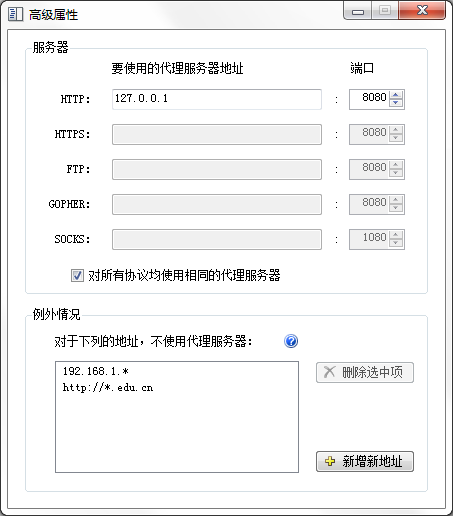 高级属性
服务器
要使用的代理服务器地址 端口
HTTP: 127.0.0.1 : 8080
HTTPS: : 8080
FTP: : 8080
GOPHER: : 8080
SOCKS: : 1080
对所有协议均使用相同的代理服务器
例外情况
对于下列的地址，不使用代理服务器: ?
192.168.1.* 删除选中项
http://*.edu.cn
新增新地址